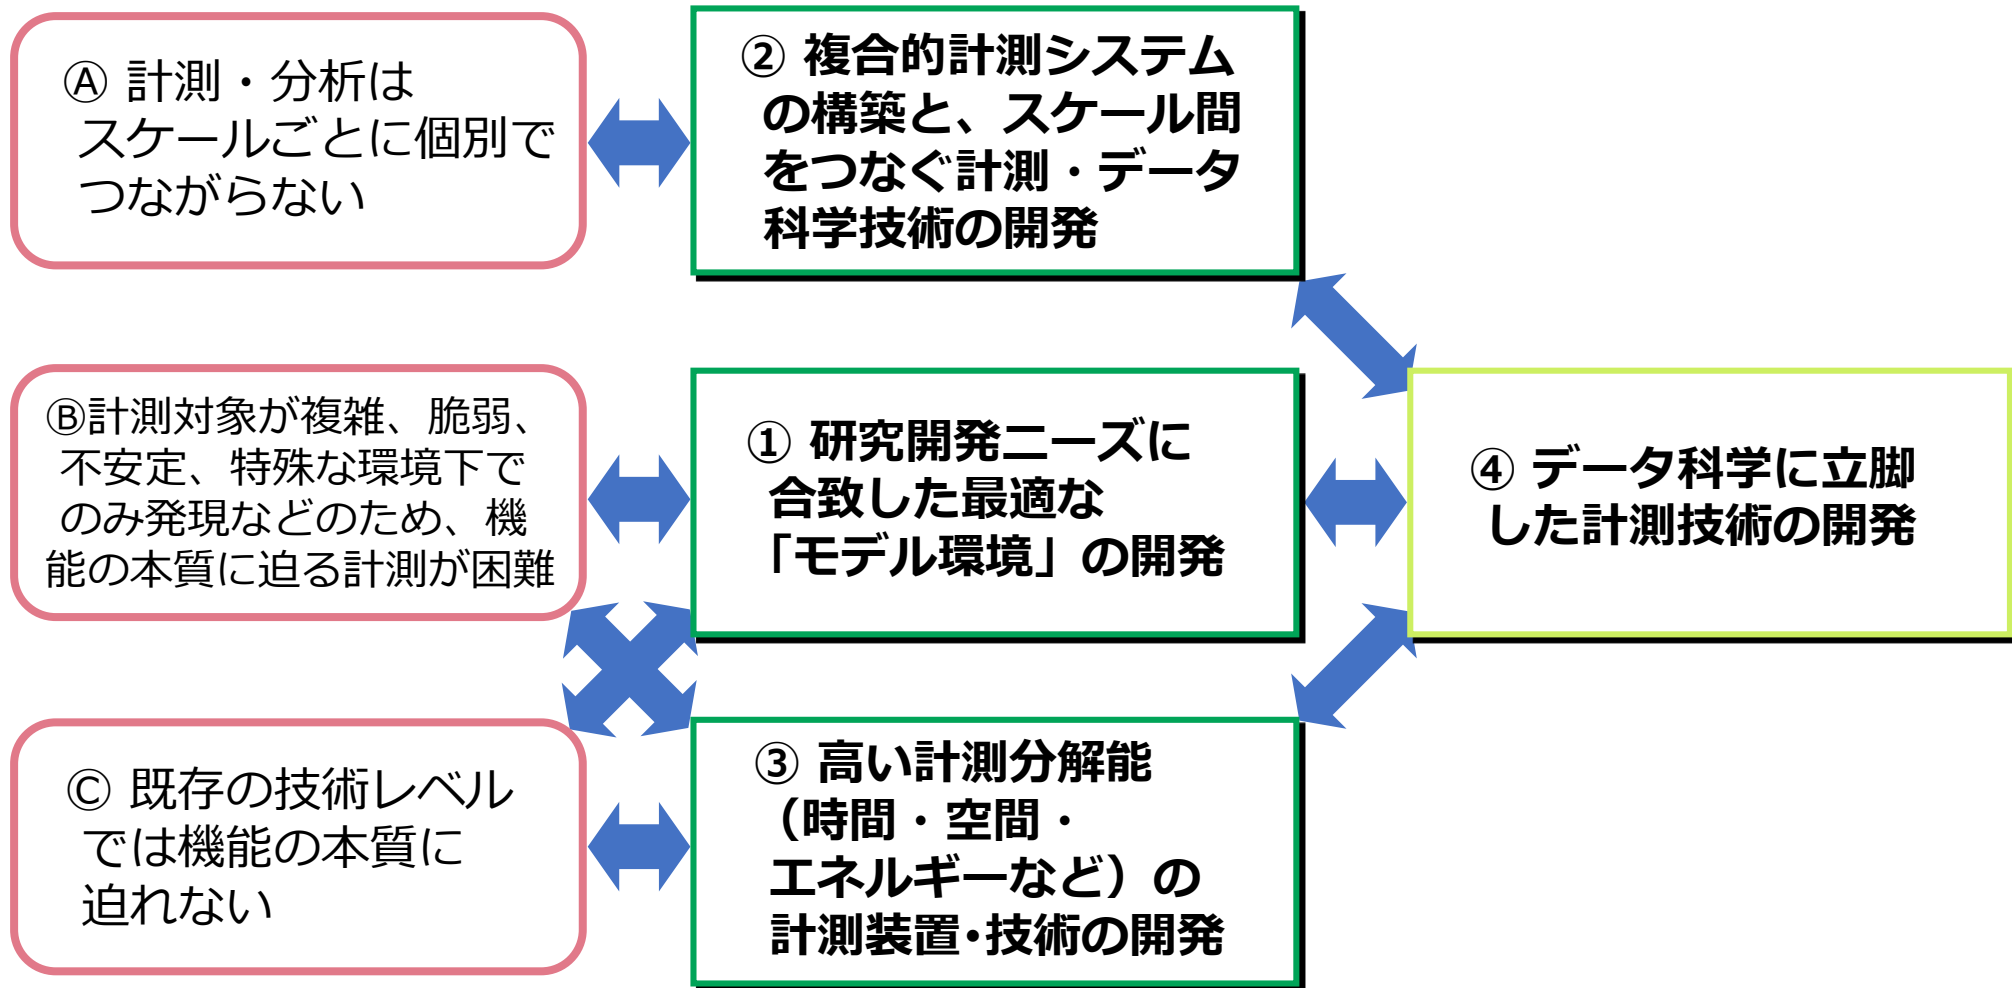 Ⓐ 計測・分析は
スケールごとに個別で
つながらない
② 複合的計測システム
の構築と、スケール間
をつなぐ計測・データ
科学技術の開発
Ⓑ計測対象が複雑、脆弱、
不安定、特殊な環境下で
のみ発現などのため、機
能の本質に迫る計測が困難
① 研究開発ニーズに
合致した最適な
「モデル環境」の開発
④ データ科学に立脚
した計測技術の開発
Ⓒ 既存の技術レベル
では機能の本質に
迫れない
③ 高い計測分解能
（時間・空間・
エネルギーなど）の
計測装置・技術の開発